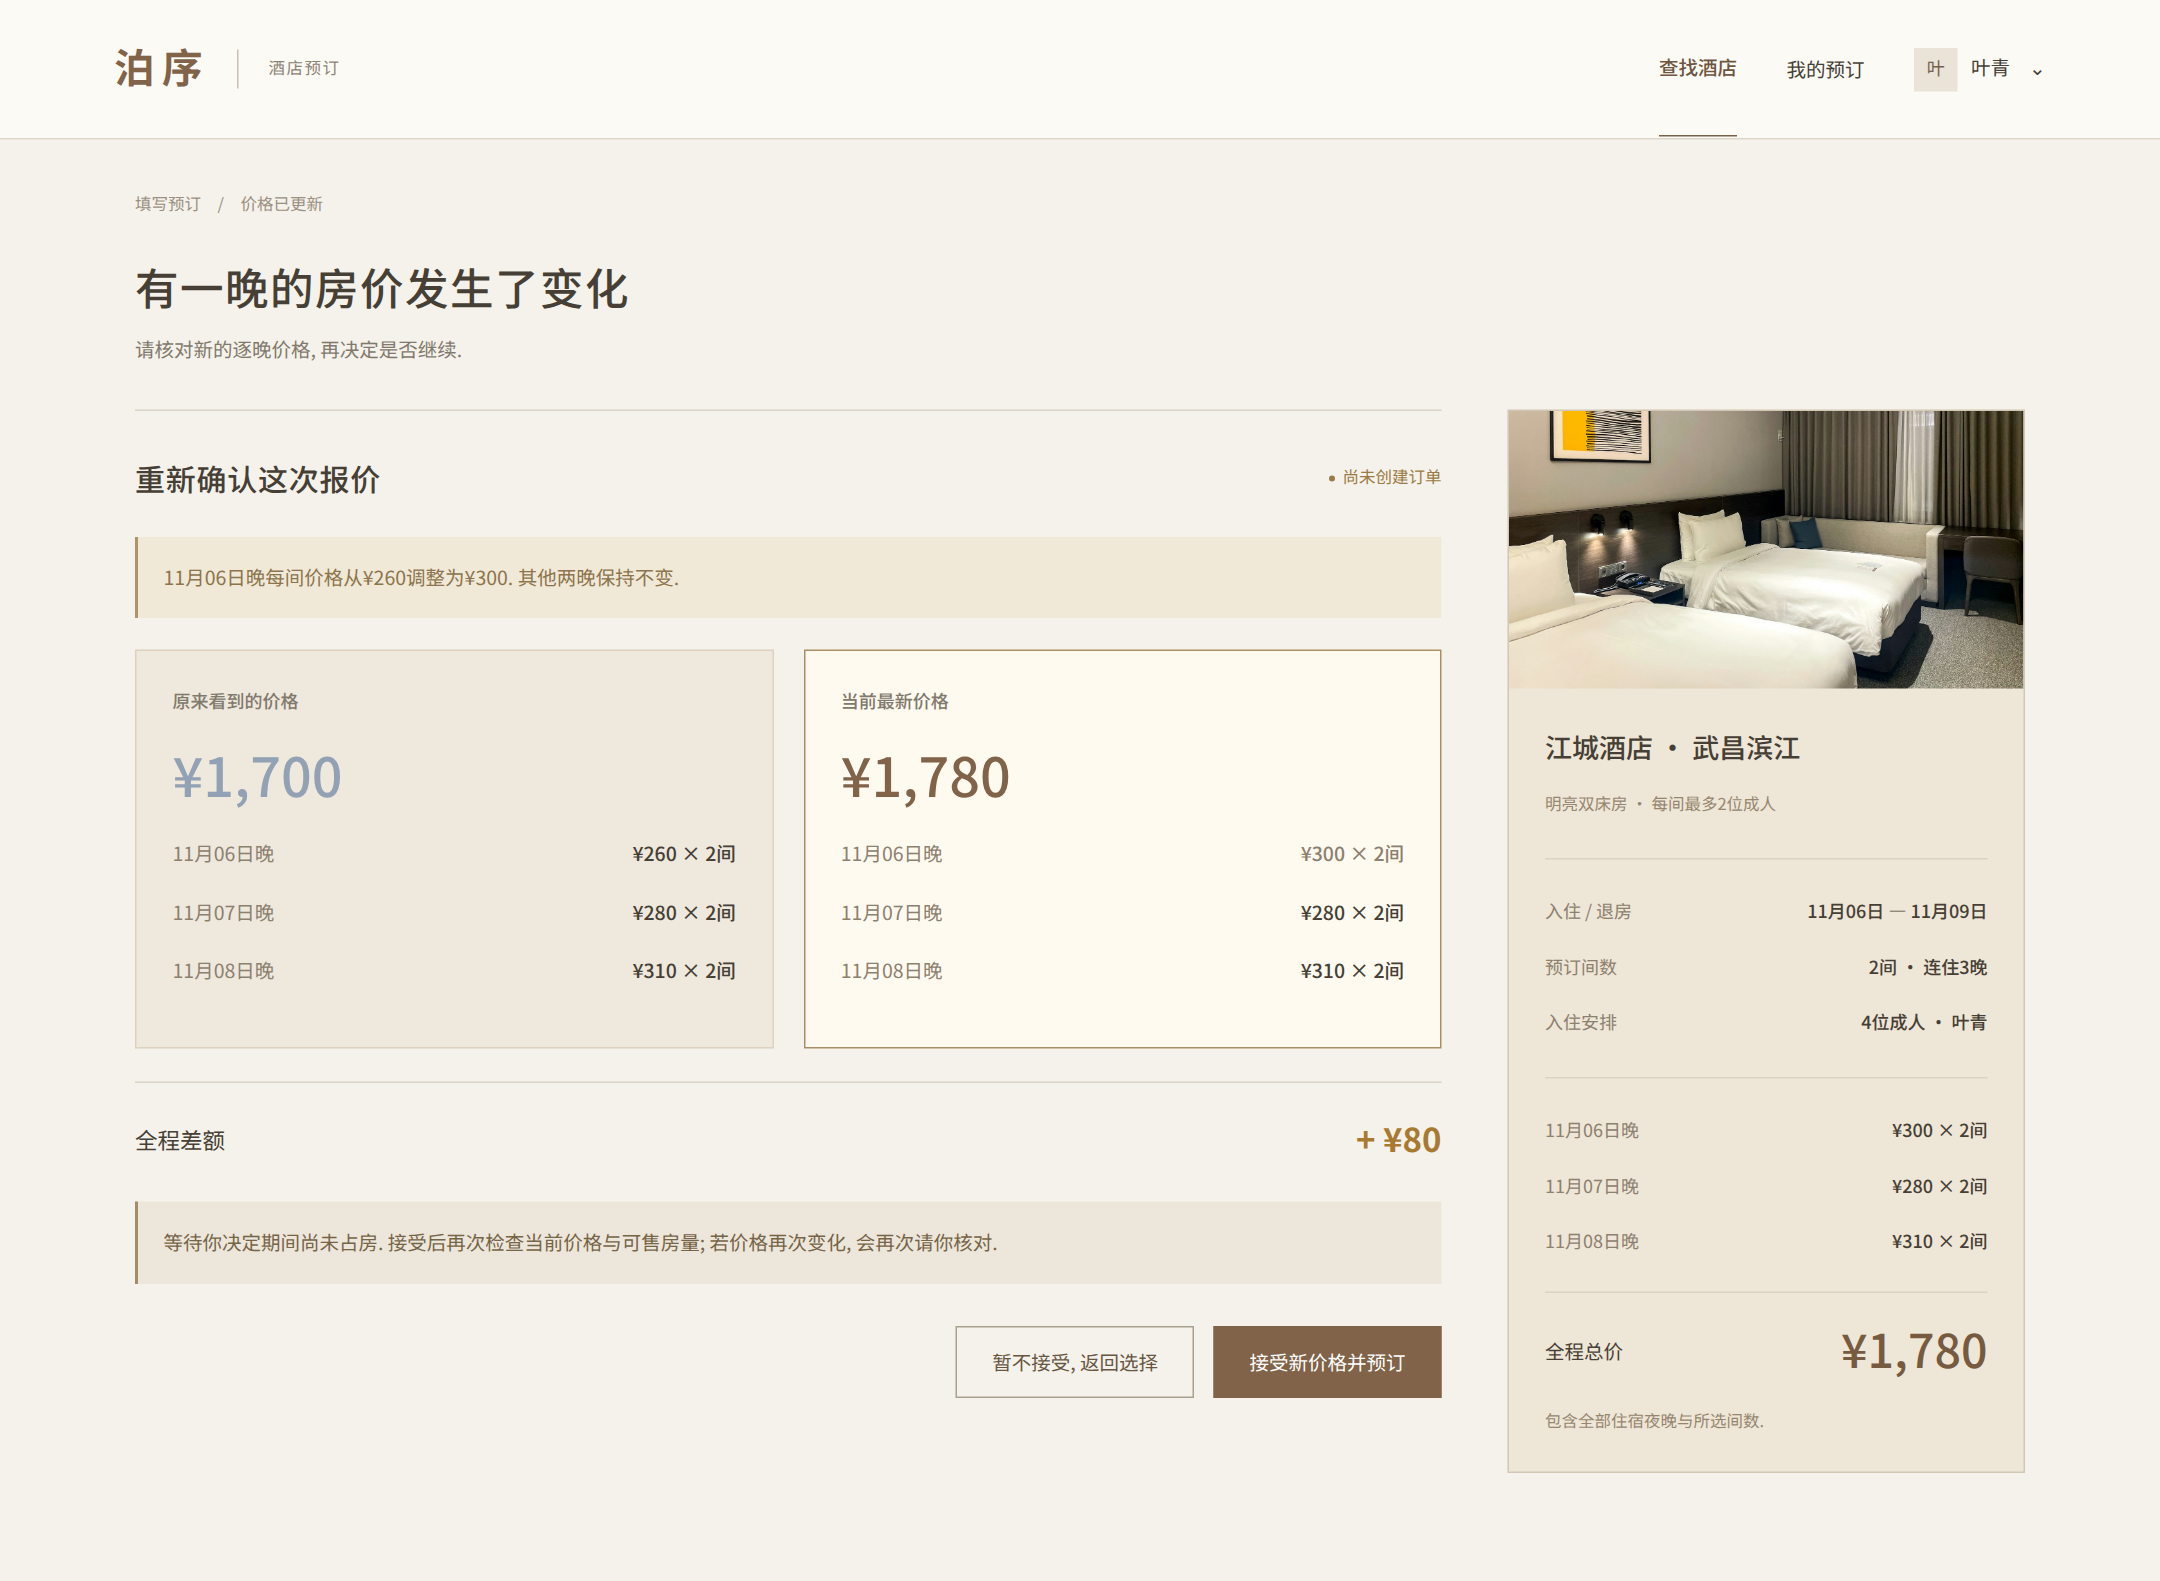 泊序
酒店预订
查找酒店
我的预订
叶
叶青
填写预订 / 价格已更新
有一晚的房价发生了变化
请核对新的逐晚价格, 再决定是否继续.
重新确认这次报价
• 尚未创建订单
11月06日晚每间价格从¥260调整为¥300. 其他两晚保持不变.
原来看到的价格
¥1,700
11月06日晚 ¥260 × 2间
11月07日晚 ¥280 × 2间
11月08日晚 ¥310 × 2间
当前最新价格
¥1,780
11月06日晚 ¥300 × 2间
11月07日晚 ¥280 × 2间
11月08日晚 ¥310 × 2间
全程差额 + ¥80
等待你决定期间尚未占房. 接受后再次检查当前价格与可售房量; 若价格再次变化, 会再次请你核对.
暂不接受, 返回选择
接受新价格并预订
江城酒店 · 武昌滨江
明亮双床房 · 每间最多2位成人
入住 / 退房 11月06日 — 11月09日
预订间数 2间 · 连住3晚
入住安排 4位成人 · 叶青
11月06日晚 ¥300 × 2间
11月07日晚 ¥280 × 2间
11月08日晚 ¥310 × 2间
全程总价 ¥1,780
包含全部住宿夜晚与所选间数.